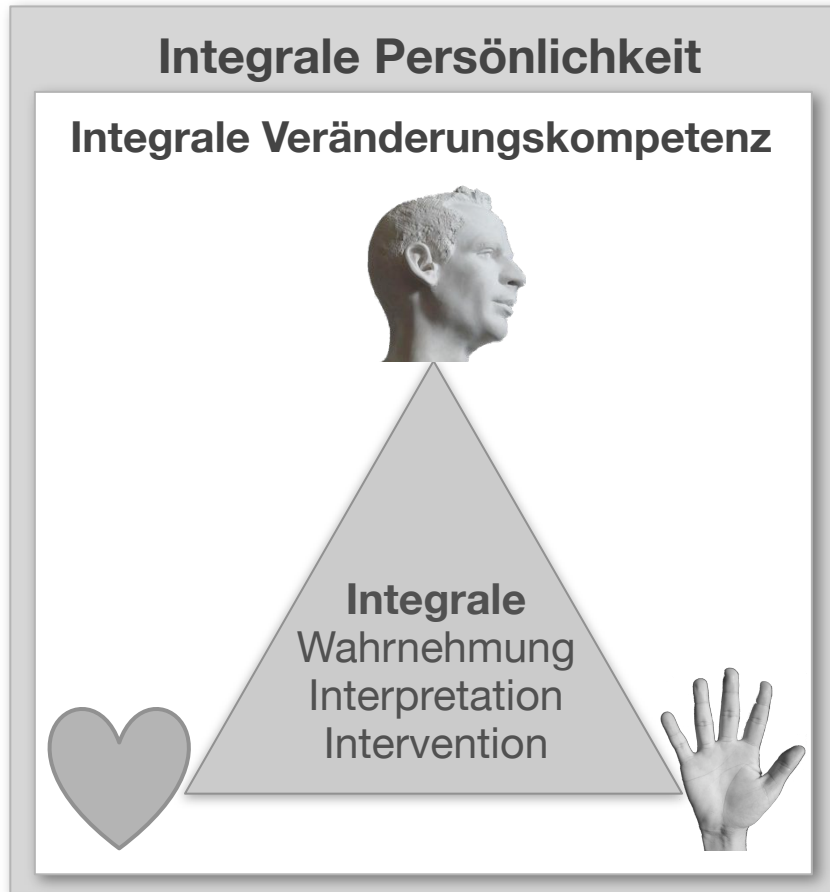 Integrale Persönlichkeit
Integrale Veränderungskompetenz
Integrale
Wahrnehmung
Interpretation
Intervention